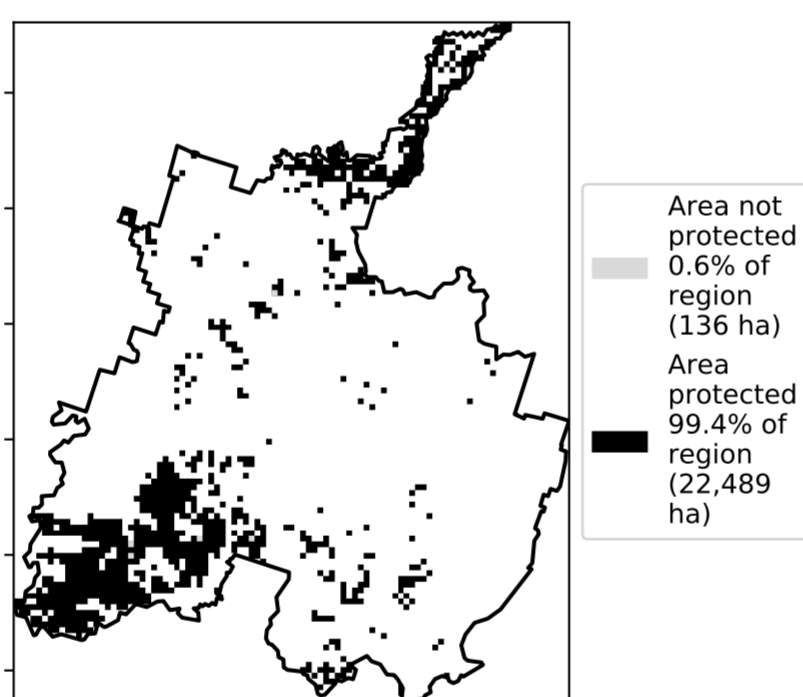 Area not
protected
0.6% of
region
(136 ha)
Area
protected
99.4% of
region
(22,489
ha)